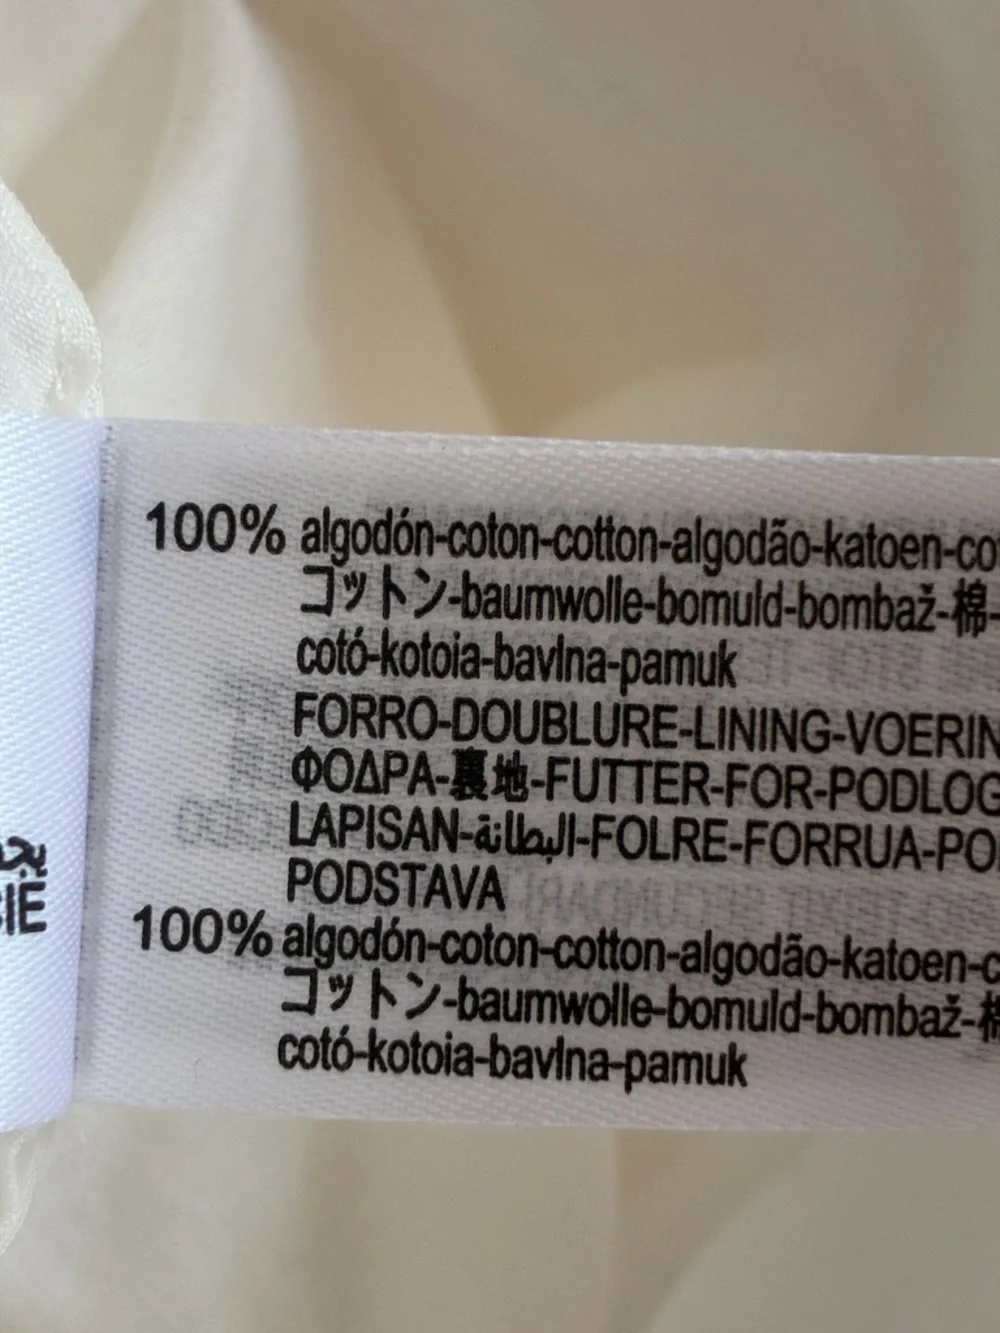 100% algodón-coton-cotton-algodão-katoen-co
コットン-baumwolle-bomuld-bombaž-棉-
cotó-kotoia-bavlna-pamuk
FORRO-DOUBLURE-LINING-VOERIN
ΦΟΔΡΑ-裏地-FUTTER-FOR-PODLOG
LAPISAN-البطانة-FOLRE-FORRUA-PO
PODSTAVA
100% algodón-coton-cotton-algodão-katoen-c
コットン-baumwolle-bomuld-bombaž-棉
cotó-kotoia-bavlna-pamuk
IE